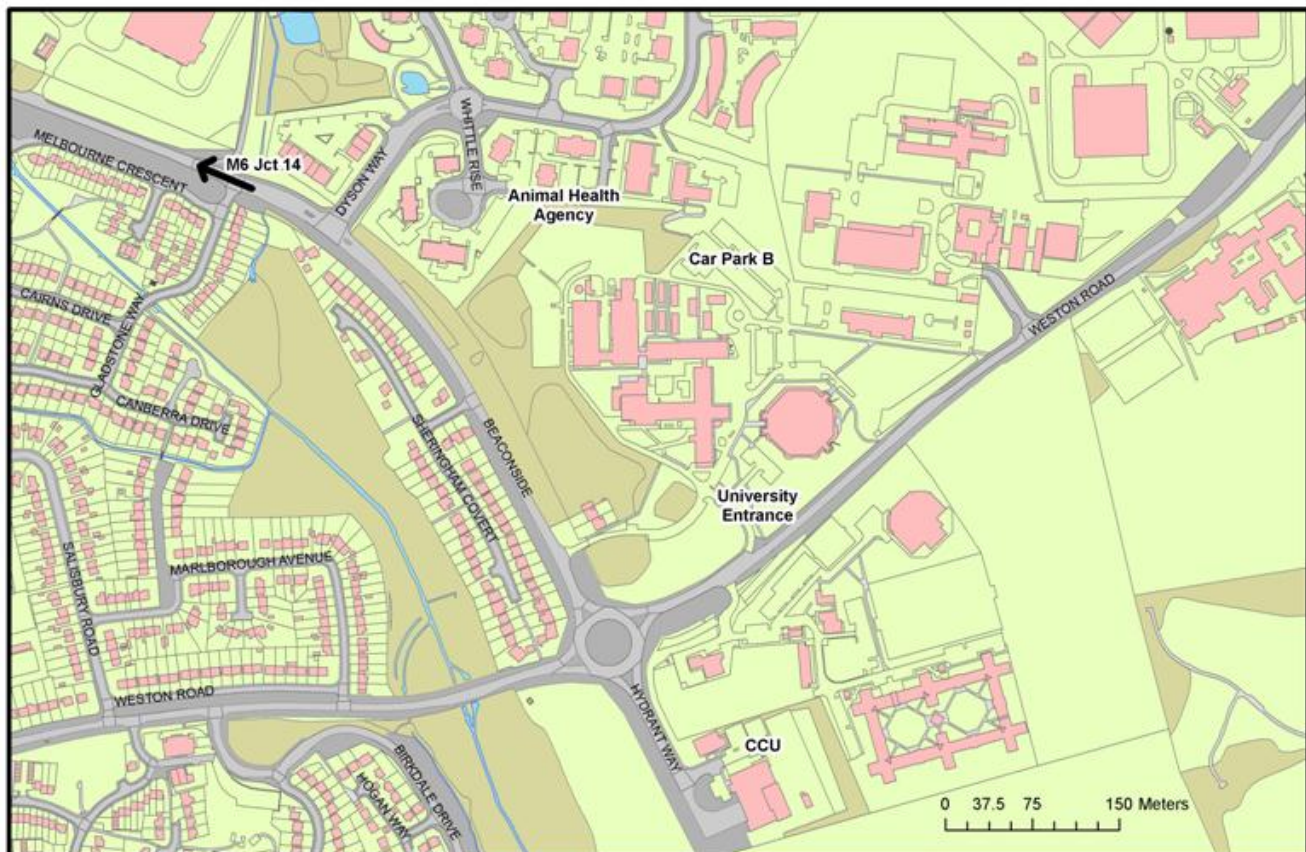 MELBOURNE CRESCENT
M6 Jct 14
DYSON WAY
WHITTLE RISE
Animal Health
Agency
Car Park B
WESTON ROAD
CAIRNS DRIVE
GLADSTONE WAY
CANBERRA DRIVE
SHERINGHAM COVERT
BEACONSIDE
University
Entrance
SALISBURY ROAD
MARLBOROUGH AVENUE
WESTON ROAD
HYDRANT WAY
CCU
BIRKDALE DRIVE
HOGAN WAY
0 37.5 75 150 Meters